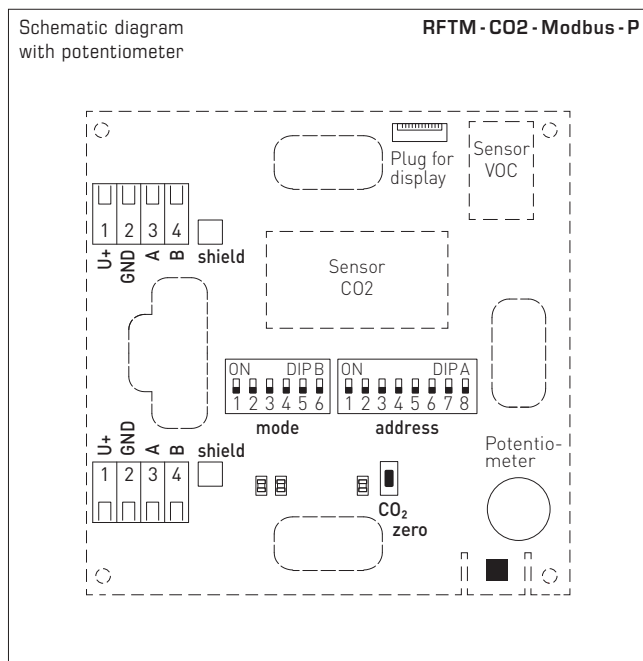 Schematic diagram
with potentiometer
RFTM - CO2 - Modbus - P
Plug for
display
Sensor
VOC
1 2 3 4
U+ GND A B shield
Sensor
CO2
ON DIP B
1 2 3 4 5 6
mode
ON DIP A
1 2 3 4 5 6 7 8
address
U+ GND A B shield
1 2 3 4
Potentio-
meter
CO₂
zero